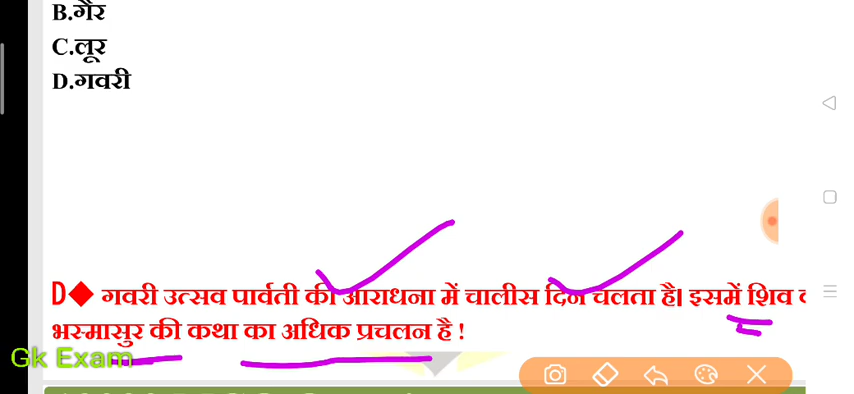 B.गैर
C.लूर
D.गवरी
D◆ गवरी उत्सव पार्वती की आराधना में चालीस दिन चलता है। इसमें शिव
भस्मासुर की कथा का अधिक प्रचलन है !
Gk Exam